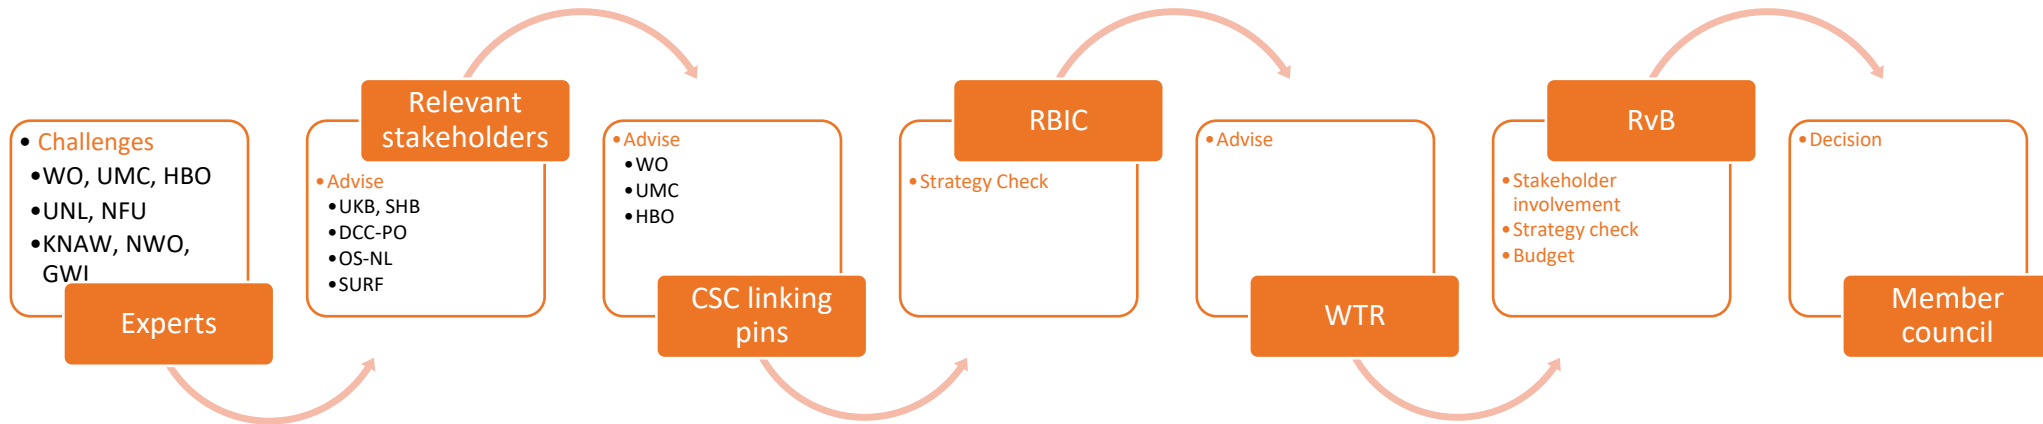 • Challenges
•WO, UMC, HBO
•UNL, NFU
•KNAW, NWO,
GWI
Experts
Relevant
stakeholders
•Advise
•UKB, SHB
•DCC-PO
•OS-NL
•SURF
•Advise
•WO
•UMC
•HBO
CSC linking
pins
RBIC
•Strategy Check
•Advise
WTR
RvB
•Stakeholder
involvement
•Strategy check
•Budget
•Decision
Member
council